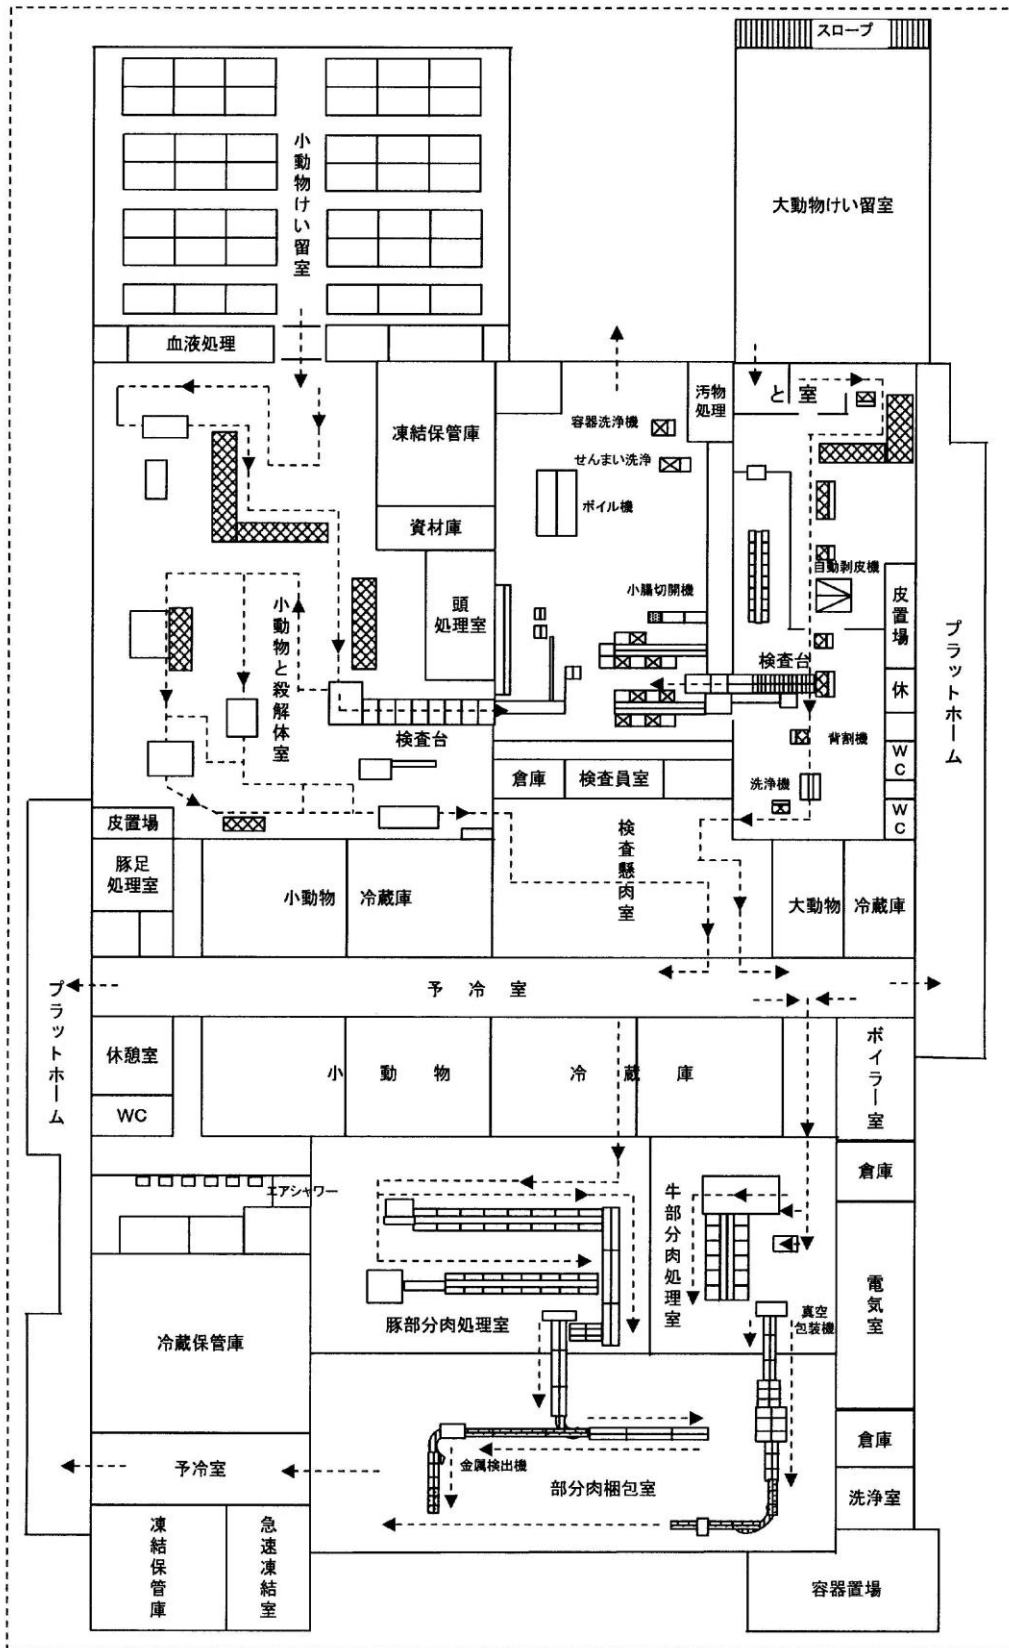 スロープ
小動物けい留室
大動物けい留室
血液処理
凍結保管庫
汚物
処理
と室
容器洗浄機
せんまい洗浄
ボイル機
資材庫
自動剥皮機
頭
処理室
小腸切開機
皮置場
プラットホーム
小動物と殺解体室
検査台
休
検査台
背割機
WC
倉庫
検査員室
洗浄機
WC
皮置場
検査懸肉室
豚足
処理室
小動物
冷蔵庫
大動物
冷蔵庫
プラットホーム
予冷室
ボイラー室
休憩室
小動物
冷蔵庫
WC
倉庫
エアシャワー
牛部分肉処理室
電気室
豚部分肉処理室
真空
包装機
冷蔵保管庫
倉庫
予冷室
金属検出機
部分肉梱包室
洗浄室
凍結保管庫
急速凍結室
容器置場